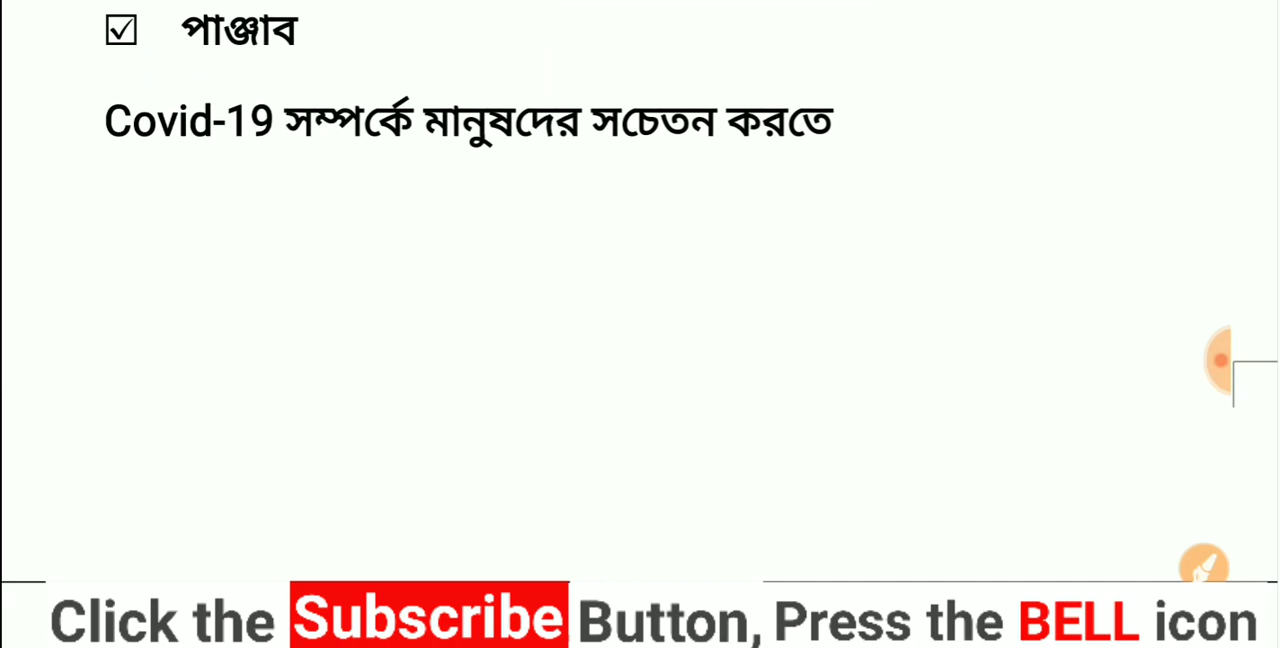 ☑ পাঞ্জাব
Covid-19 সম্পর্কে মানুষদের সচেতন করতে
Click the Subscribe Button, Press the BELL icon